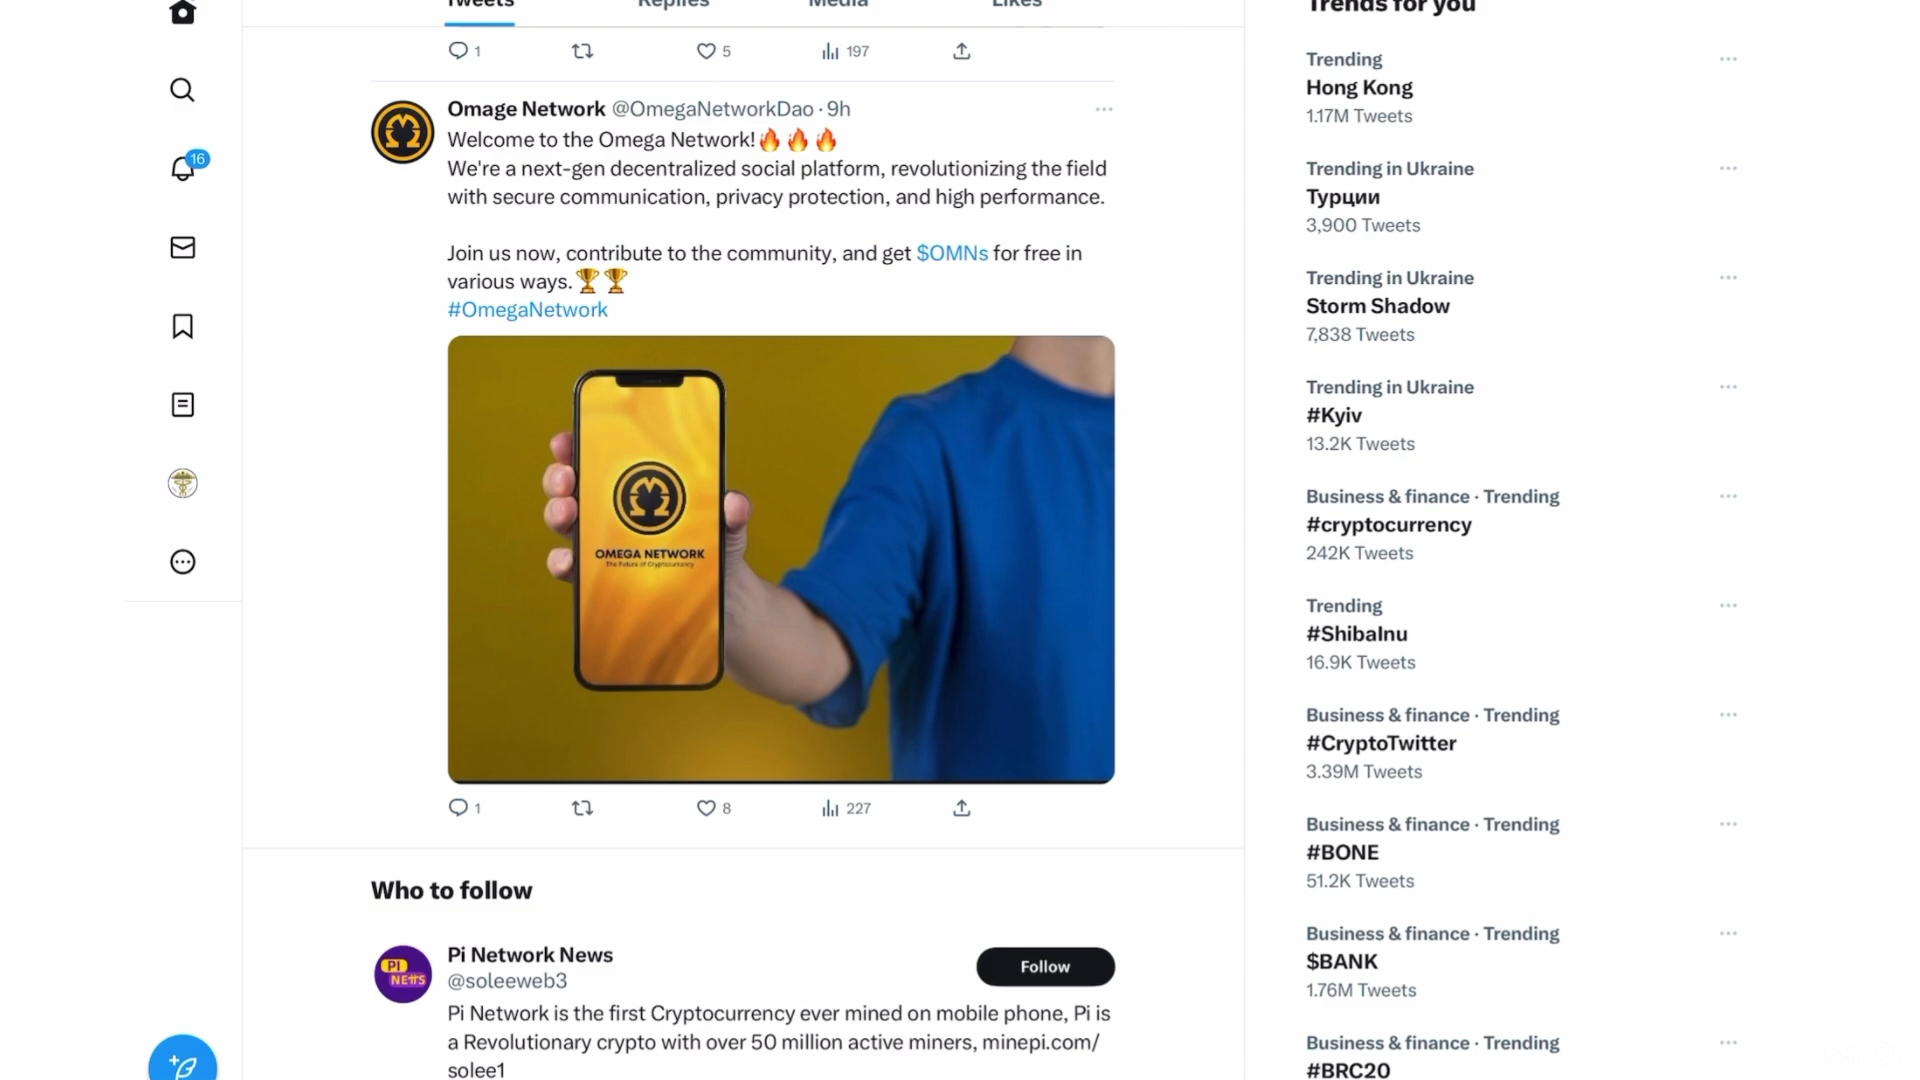 Tweets Replies Media Likes
1 5 197
Omage Network @OmegaNetworkDao · 9h
Welcome to the Omega Network!🔥🔥🔥
We're a next-gen decentralized social platform, revolutionizing the field
with secure communication, privacy protection, and high performance.
Join us now, contribute to the community, and get $OMNs for free in
various ways.🏆🏆
#OmegaNetwork
OMEGA NETWORK
The Future of Cryptocurrency
1 8 227
Who to follow
PI
NEWS
Pi Network News
@soleeweb3
Follow
Pi Network is the first Cryptocurrency ever mined on mobile phone, Pi is
a Revolutionary crypto with over 50 million active miners, minepi.com/
solee1
16
Trends for you
Trending
Hong Kong
1.17M Tweets
Trending in Ukraine
Турции
3,900 Tweets
Trending in Ukraine
Storm Shadow
7,838 Tweets
Trending in Ukraine
#Kyiv
13.2K Tweets
Business & finance · Trending
#cryptocurrency
242K Tweets
Trending
#ShibaInu
16.9K Tweets
Business & finance · Trending
#CryptoTwitter
3.39M Tweets
Business & finance · Trending
#BONE
51.2K Tweets
Business & finance · Trending
$BANK
1.76M Tweets
Business & finance · Trending
#BRC20